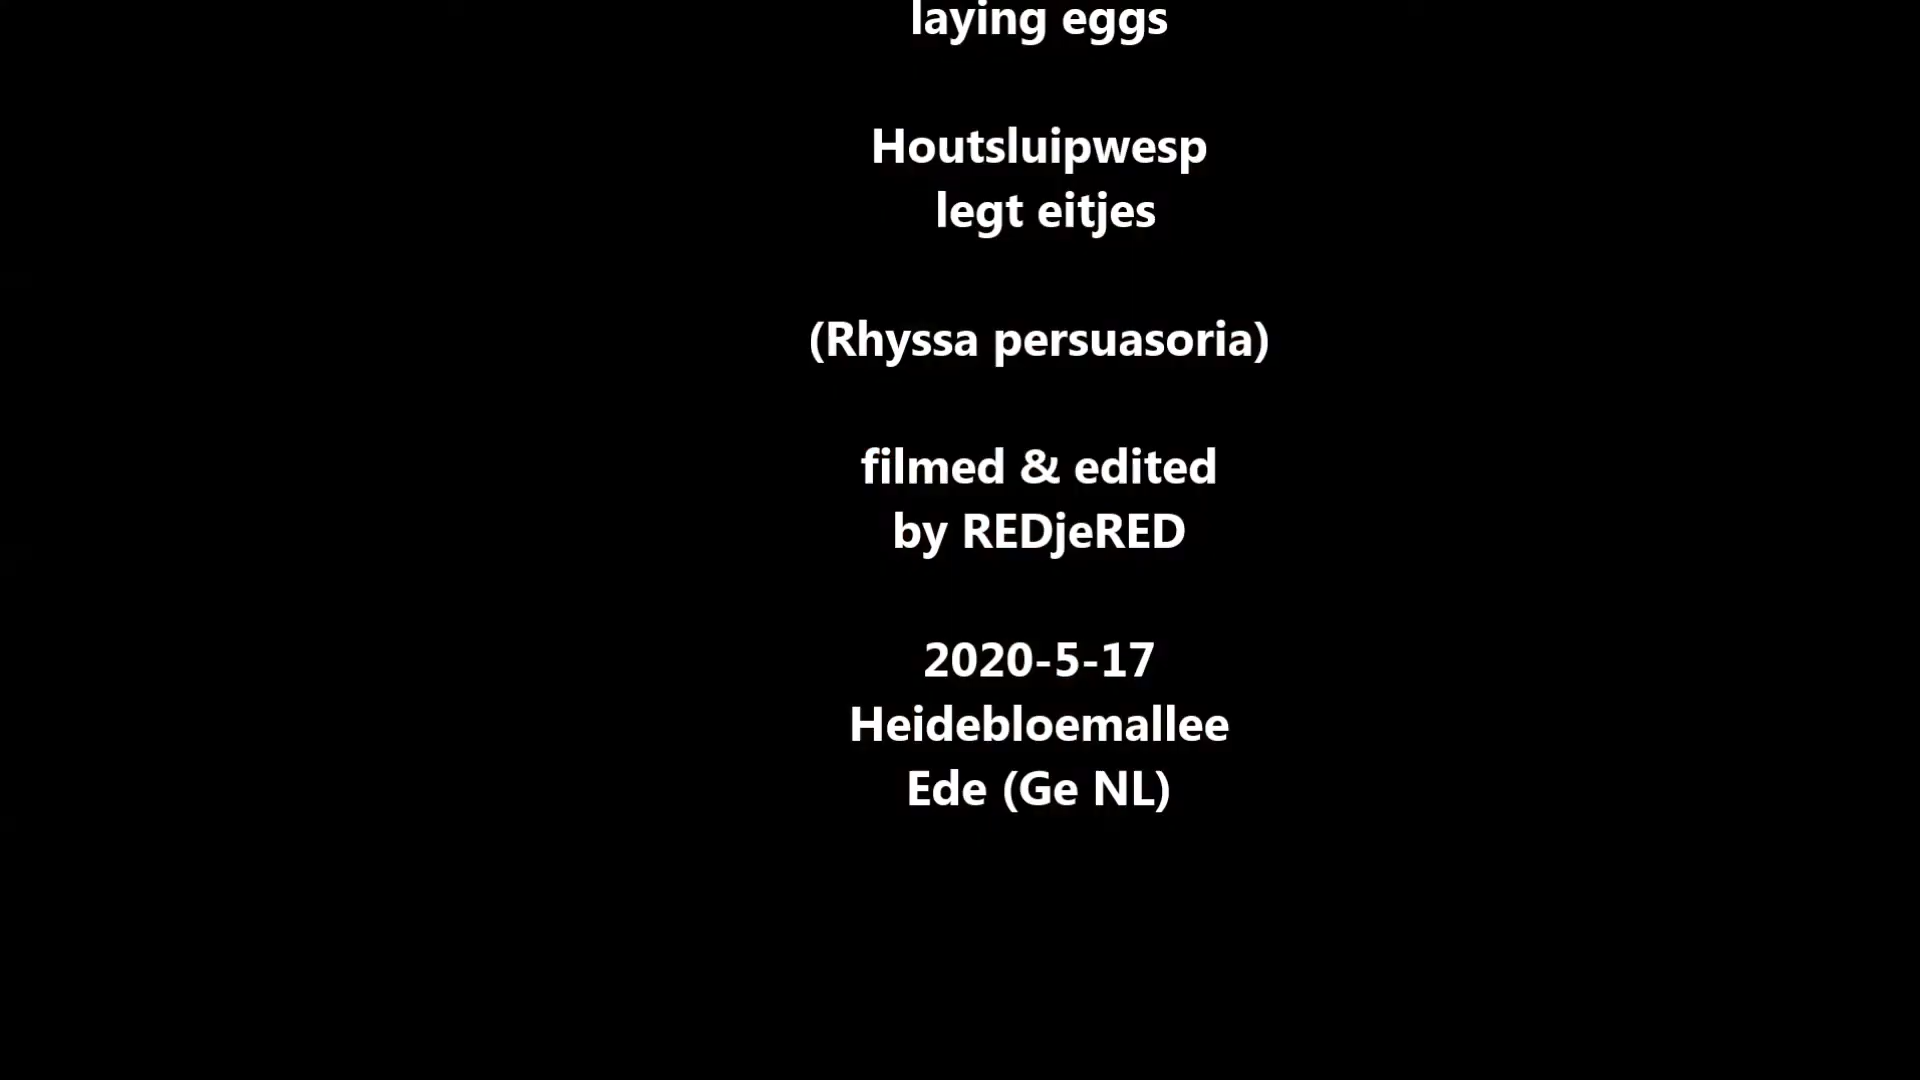 laying eggs
Houtsluipwesp
legt eitjes
(Rhyssa persuasoria)
filmed & edited
by REDjeRED
2020-5-17
Heidebloemallee
Ede (Ge NL)